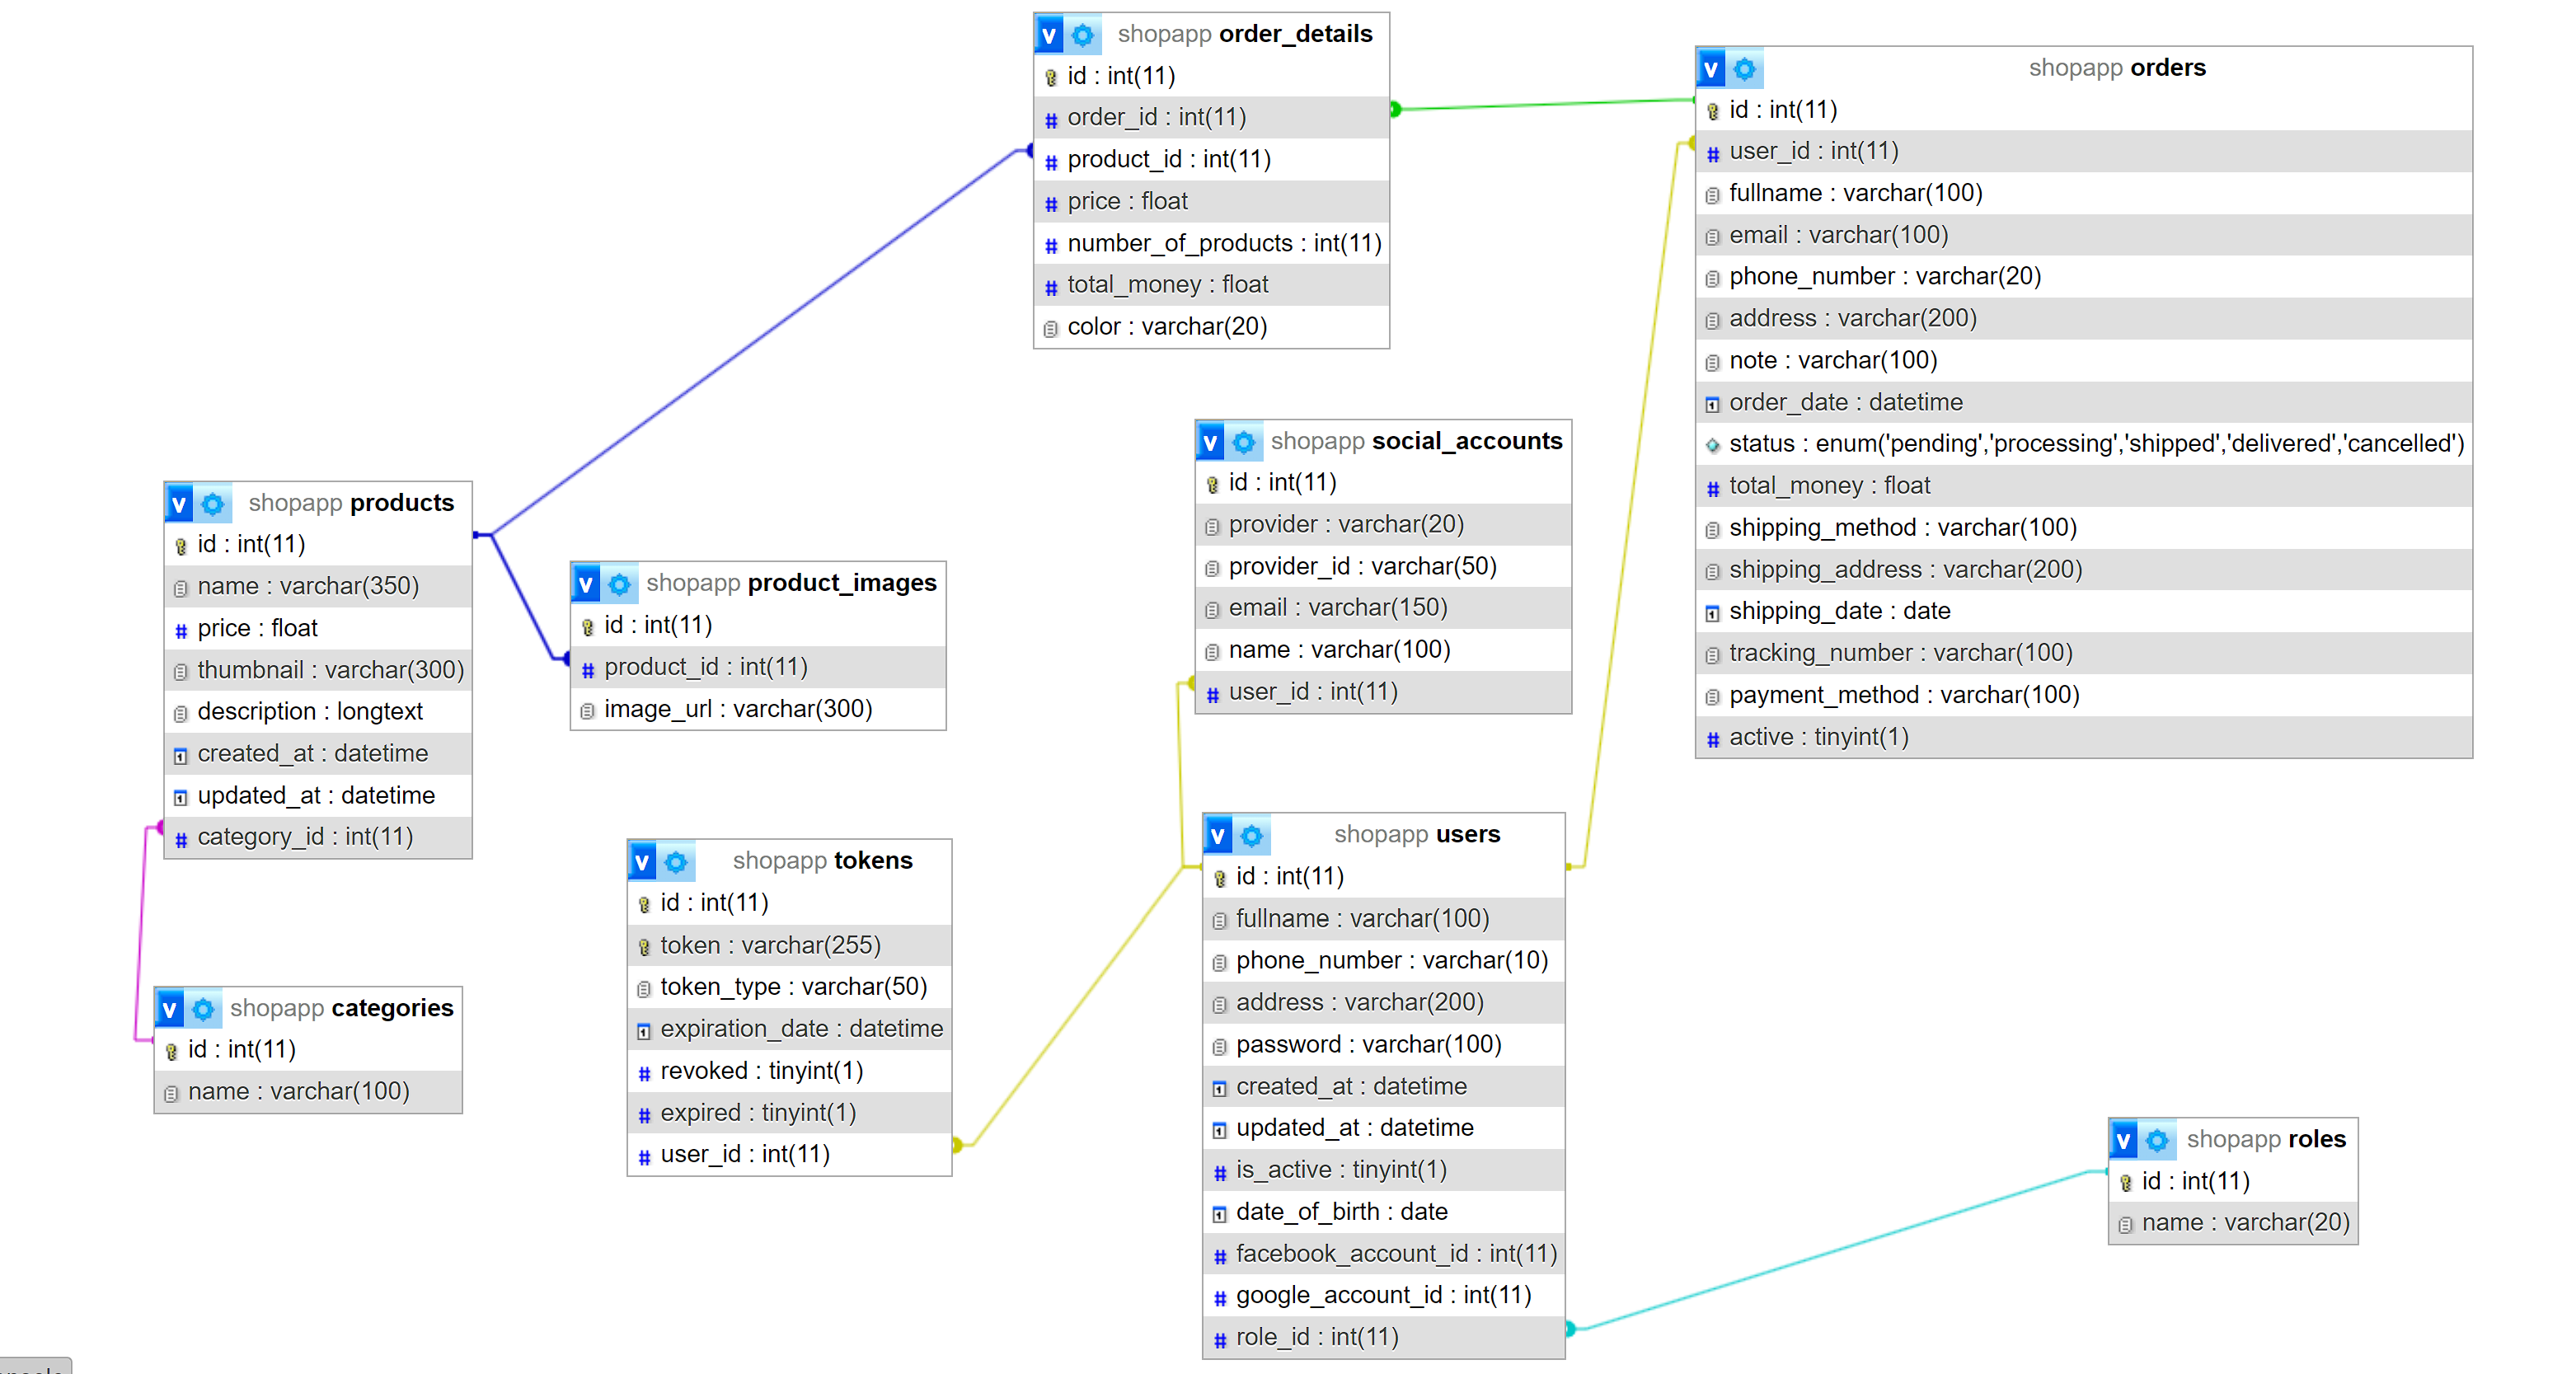 shopapp order_details
id : int(11)
order_id : int(11)
product_id : int(11)
price : float
number_of_products : int(11)
total_money : float
color : varchar(20)
shopapp orders
id : int(11)
user_id : int(11)
fullname : varchar(100)
email : varchar(100)
phone_number : varchar(20)
address : varchar(200)
note : varchar(100)
order_date : datetime
status : enum('pending','processing','shipped','delivered','cancelled')
total_money : float
shipping_method : varchar(100)
shipping_address : varchar(200)
shipping_date : date
tracking_number : varchar(100)
payment_method : varchar(100)
active : tinyint(1)
shopapp social_accounts
id : int(11)
provider : varchar(20)
provider_id : varchar(50)
email : varchar(150)
name : varchar(100)
user_id : int(11)
shopapp products
id : int(11)
name : varchar(350)
price : float
thumbnail : varchar(300)
description : longtext
created_at : datetime
updated_at : datetime
category_id : int(11)
shopapp product_images
id : int(11)
product_id : int(11)
image_url : varchar(300)
shopapp users
id : int(11)
fullname : varchar(100)
phone_number : varchar(10)
address : varchar(200)
password : varchar(100)
created_at : datetime
updated_at : datetime
is_active : tinyint(1)
date_of_birth : date
facebook_account_id : int(11)
google_account_id : int(11)
role_id : int(11)
shopapp tokens
id : int(11)
token : varchar(255)
token_type : varchar(50)
expiration_date : datetime
revoked : tinyint(1)
expired : tinyint(1)
user_id : int(11)
shopapp categories
id : int(11)
name : varchar(100)
shopapp roles
id : int(11)
name : varchar(20)